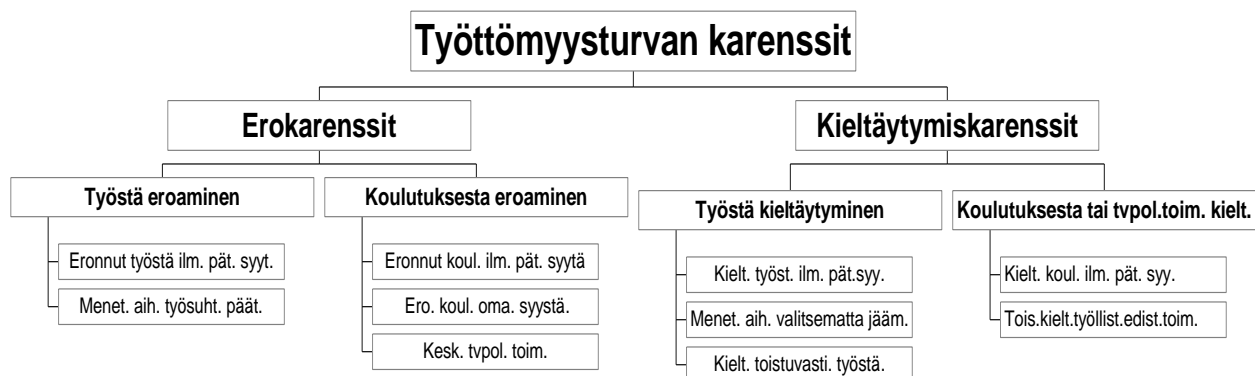 Työttömyysturvan karenssit
Erokarenssit
Kieltäytymiskarenssit
Työstä eroaminen
Koulutuksesta eroaminen
Työstä kieltäytyminen
Koulutuksesta tai tvpol.toim. kielt.
Eronnut työstä ilm. pät. syyt.
Menet. aih. työsuht. päät.
Eronnut koul. ilm. pät. syytä
Ero. koul. oma. syystä.
Kesk. tvpol. toim.
Kielt. työst. ilm. pät.syy.
Menet. aih. valitsematta jääm.
Kielt. toistuvasti. työstä.
Kielt. koul. ilm. pät. syy.
Tois.kielt.työllist.edist.toim.